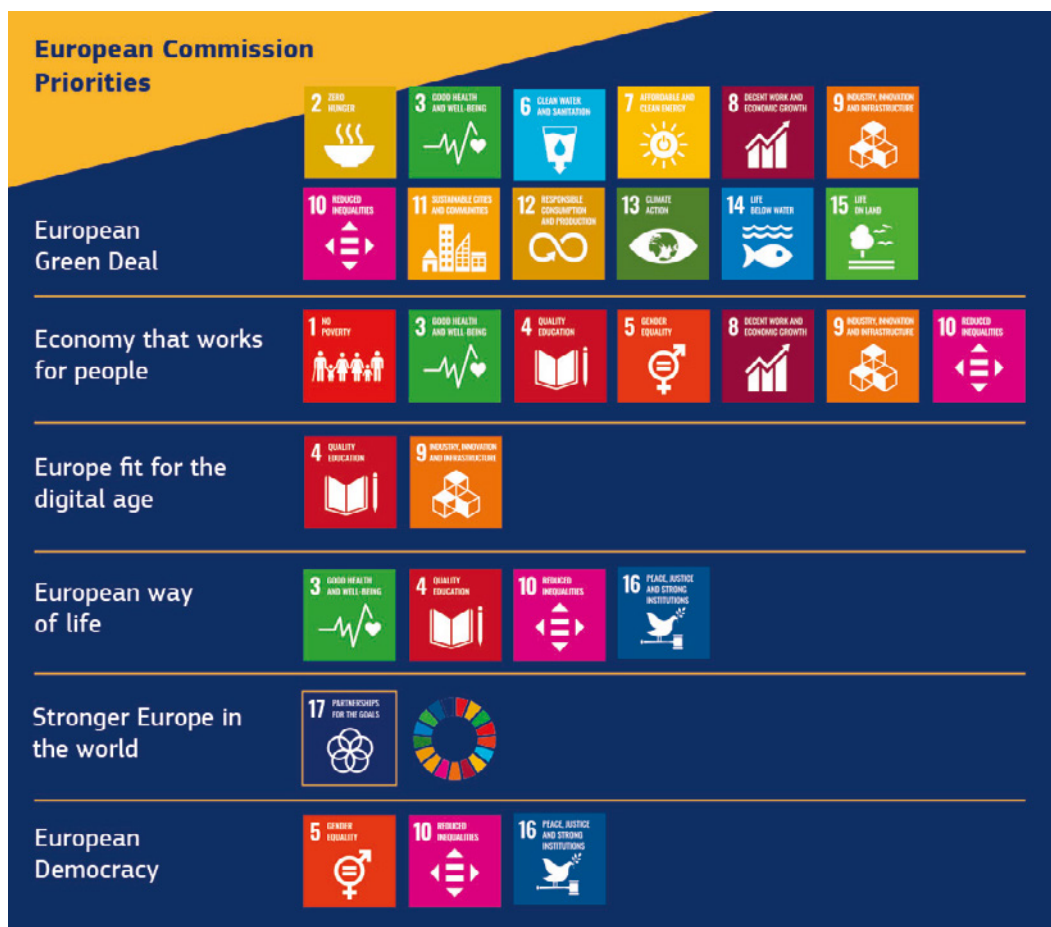 European Commission
Priorities
2 ZERO
HUNGER
3 GOOD HEALTH
AND WELL-BEING
6 CLEAN WATER
AND SANITATION
7 AFFORDABLE AND
CLEAN ENERGY
8 DECENT WORK AND
ECONOMIC GROWTH
9 INDUSTRY, INNOVATION
AND INFRASTRUCTURE
European
Green Deal
10 REDUCED
INEQUALITIES
11 SUSTAINABLE CITIES
AND COMMUNITIES
12 RESPONSIBLE
CONSUMPTION
AND PRODUCTION
13 CLIMATE
ACTION
14 LIFE
BELOW WATER
15 LIFE
ON LAND
Economy that works
for people
1 NO
POVERTY
3 GOOD HEALTH
AND WELL-BEING
4 QUALITY
EDUCATION
5 GENDER
EQUALITY
8 DECENT WORK AND
ECONOMIC GROWTH
9 INDUSTRY, INNOVATION
AND INFRASTRUCTURE
10 REDUCED
INEQUALITIES
Europe fit for the
digital age
4 QUALITY
EDUCATION
9 INDUSTRY, INNOVATION
AND INFRASTRUCTURE
European way
of life
3 GOOD HEALTH
AND WELL-BEING
4 QUALITY
EDUCATION
10 REDUCED
INEQUALITIES
16 PEACE, JUSTICE
AND STRONG
INSTITUTIONS
Stronger Europe in
the world
17 PARTNERSHIPS
FOR THE GOALS
European
Democracy
5 GENDER
EQUALITY
10 REDUCED
INEQUALITIES
16 PEACE, JUSTICE
AND STRONG
INSTITUTIONS